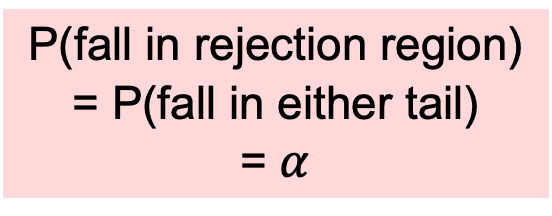 P(fall in rejection region)
= P(fall in either tail)
= α